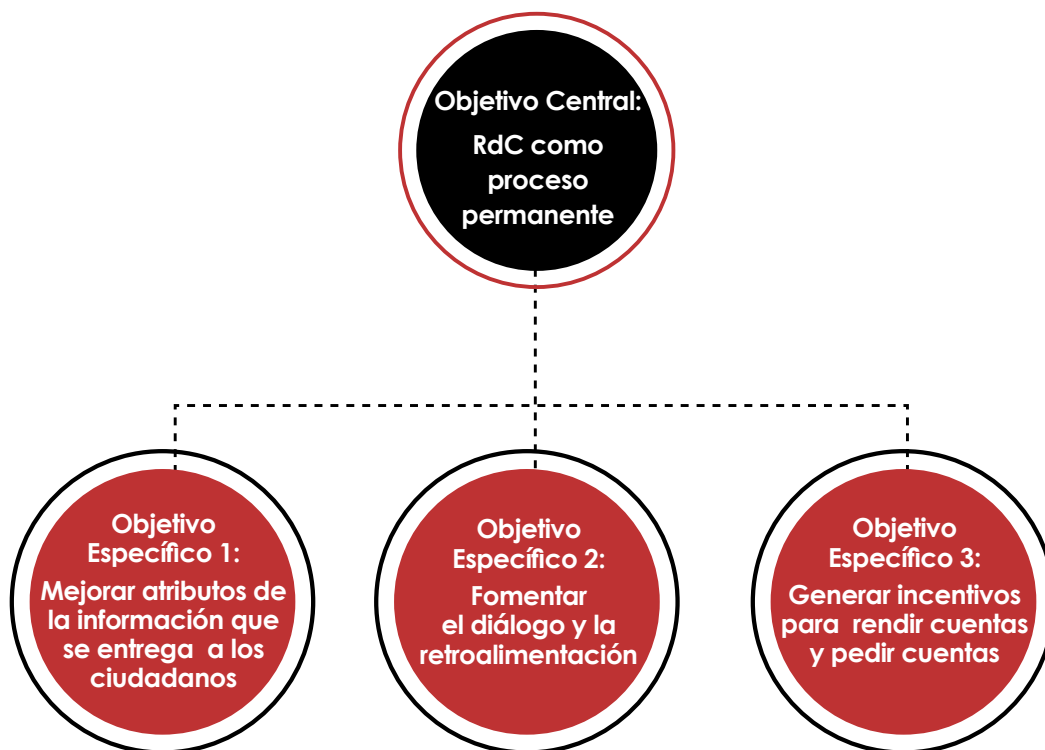 Objetivo Central:
RdC como
proceso
permanente
Objetivo
Específico 1:
Mejorar atributos de
la información que
se entrega a los
ciudadanos
Objetivo
Específico 2:
Fomentar
el diálogo y la
retroalimentación
Objetivo
Específico 3:
Generar incentivos
para rendir cuentas
y pedir cuentas